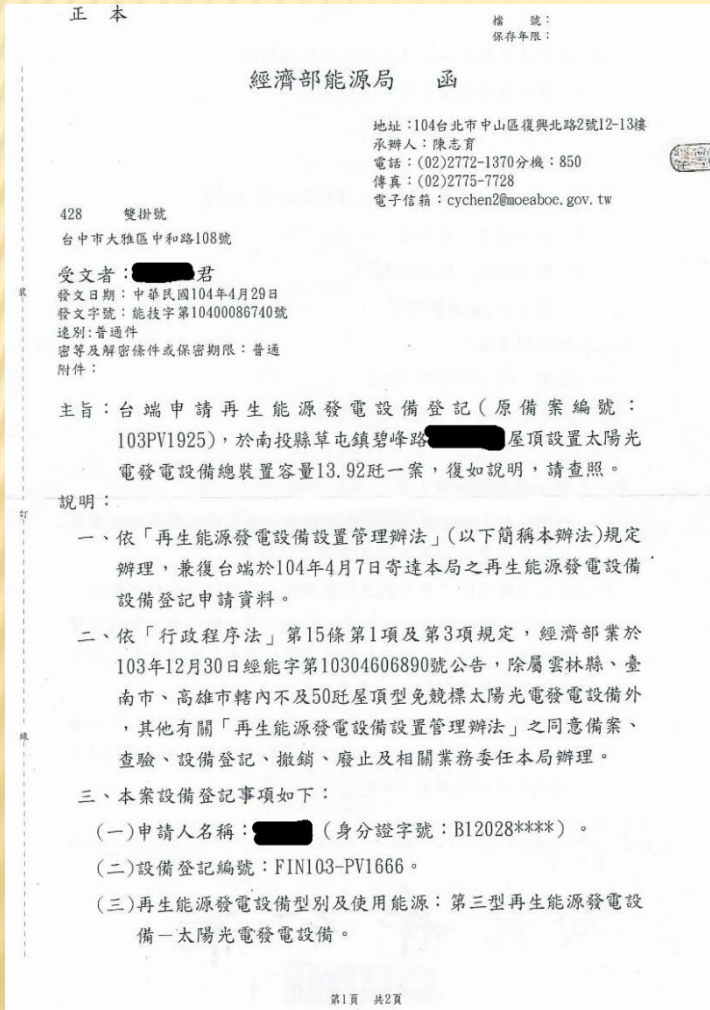 正 本
檔 號：
保存年限：
經濟部能源局 函
地址：104台北市中山區復興北路2號12-13樓
承辦人：陳志育
電話：(02)2772-1370分機：850
傳真：(02)2775-7728
電子信箱：cychen2@moeaboe.gov.tw
428 雙掛號
台中市大雅區中和路108號
受文者：君
發文日期：中華民國104年4月29日
發文字號：能技字第10400086740號
速別:普通件
密等及解密條件或保密期限：普通
附件：
主旨：台端申請再生能源發電設備登記(原備案編號：
103PV1925)，於南投縣草屯鎮碧峰路屋頂設置太陽光
電發電設備總裝置容量13.92瓩一案，復如說明，請查照。
說明：
一、依「再生能源發電設備設置管理辦法」(以下簡稱本辦法)規定
辦理，兼復台端於104年4月7日寄達本局之再生能源發電設備
設備登記申請資料。
二、依「行政程序法」第15條第1項及第3項規定，經濟部業於
103年12月30日經能字第10304606890號公告，除屬雲林縣、臺
南市、高雄市轄內不及50瓩屋頂型免競標太陽光電發電設備外
，其他有關「再生能源發電設備設置管理辦法」之同意備案、
查驗、設備登記、撤銷、廢止及相關業務委任本局辦理。
三、本案設備登記事項如下：
(一)申請人名稱：（身分證字號：B12028****）。
(二)設備登記編號：FIN103-PV1666。
(三)再生能源發電設備型別及使用能源：第三型再生能源發電設
備－太陽光電發電設備。
裝
訂
線
第1頁 共2頁